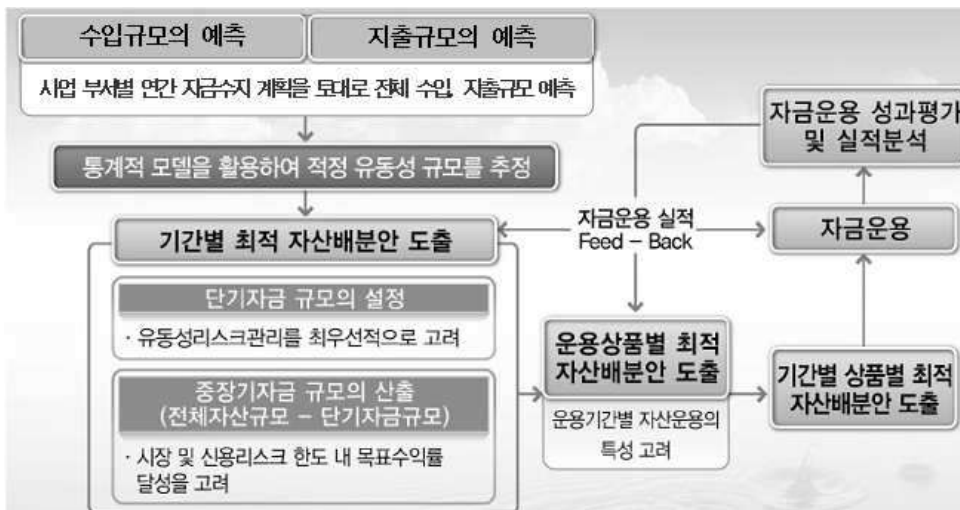 수입규모의 예측
지출규모의 예측
사업 부서별 연간 자금수지 계획을 토대로 전체 수입, 지출규모 예측
통계적 모델을 활용하여 적정 유동성 규모를 추정
기간별 최적 자산배분안 도출
단기자금 규모의 설정
· 유동성리스크관리를 최우선적으로 고려
중장기자금 규모의 산출
(전체자산규모 – 단기자금규모)
· 시장 및 신용리스크 한도 내 목표수익률
달성을 고려
자금운용 실적
Feed – Back
운용상품별 최적
자산배분안 도출
운용기간별 자산운용의
특성 고려
자금운용 성과평가
및 실적분석
자금운용
기간별 상품별 최적
자산배분안 도출